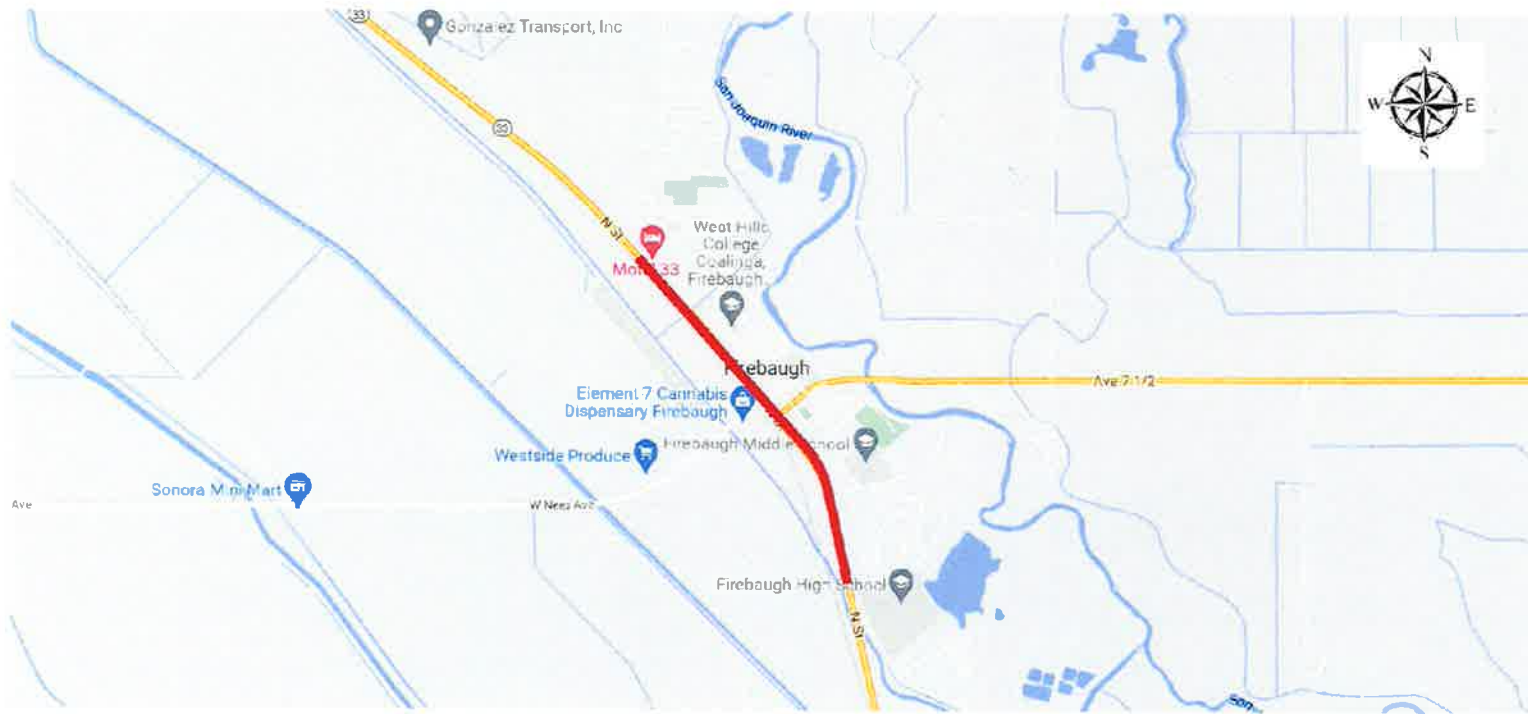 33
Gonzalez Transport, Inc
N
W
E
S
San Joaquin River
33
N St
West Hills
College
Coalinga,
Firebaugh
33
Firebaugh
Ave 7 1/2
Element 7 Cannabis
Dispensary Firebaugh
Firebaugh Middle School
Westside Produce
Sonora Mini Mart
Ave
W Nees Ave
Firebaugh High School
N St
San